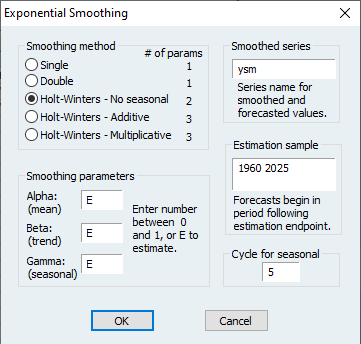 Exponential Smoothing
Smoothing method
# of params
Single 1
Double 1
Holt-Winters - No seasonal 2
Holt-Winters - Additive 3
Holt-Winters - Multiplicative 3
Smoothed series
ysm
Series name for
smoothed and
forecasted values.
Estimation sample
1960 2025
Forecasts begin in
period following
estimation endpoint.
Smoothing parameters
Alpha:
(mean)
E
Beta:
(trend)
E
Gamma:
(seasonal)
E
Enter number
between 0
and 1, or E to
estimate.
Cycle for seasonal
5
OK
Cancel